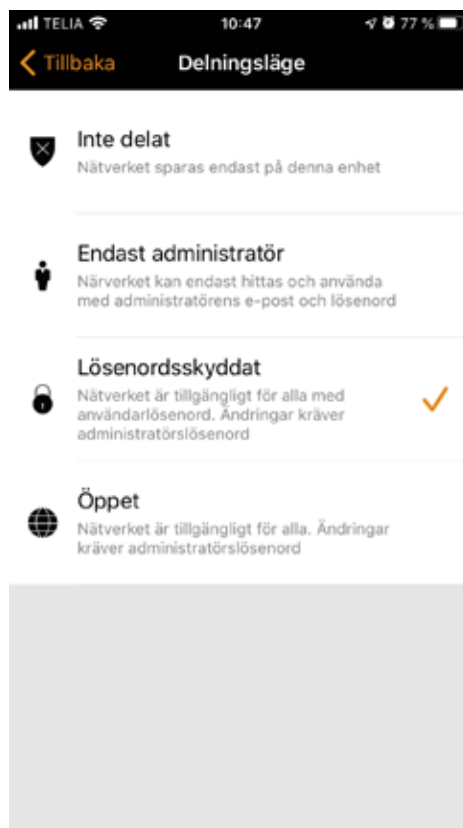 TELIA 10:47 77 %
Tillbaka Delningsläge
Inte delat
Nätverket sparas endast på denna enhet
Endast administratör
Närverket kan endast hittas och använda
med administratörens e-post och lösenord
Lösenordsskyddat
Nätverket är tillgängligt för alla med
användarlösenord. Ändringar kräver
administratörslösenord
Öppet
Nätverket är tillgängligt för alla. Ändringar
kräver administratörslösenord